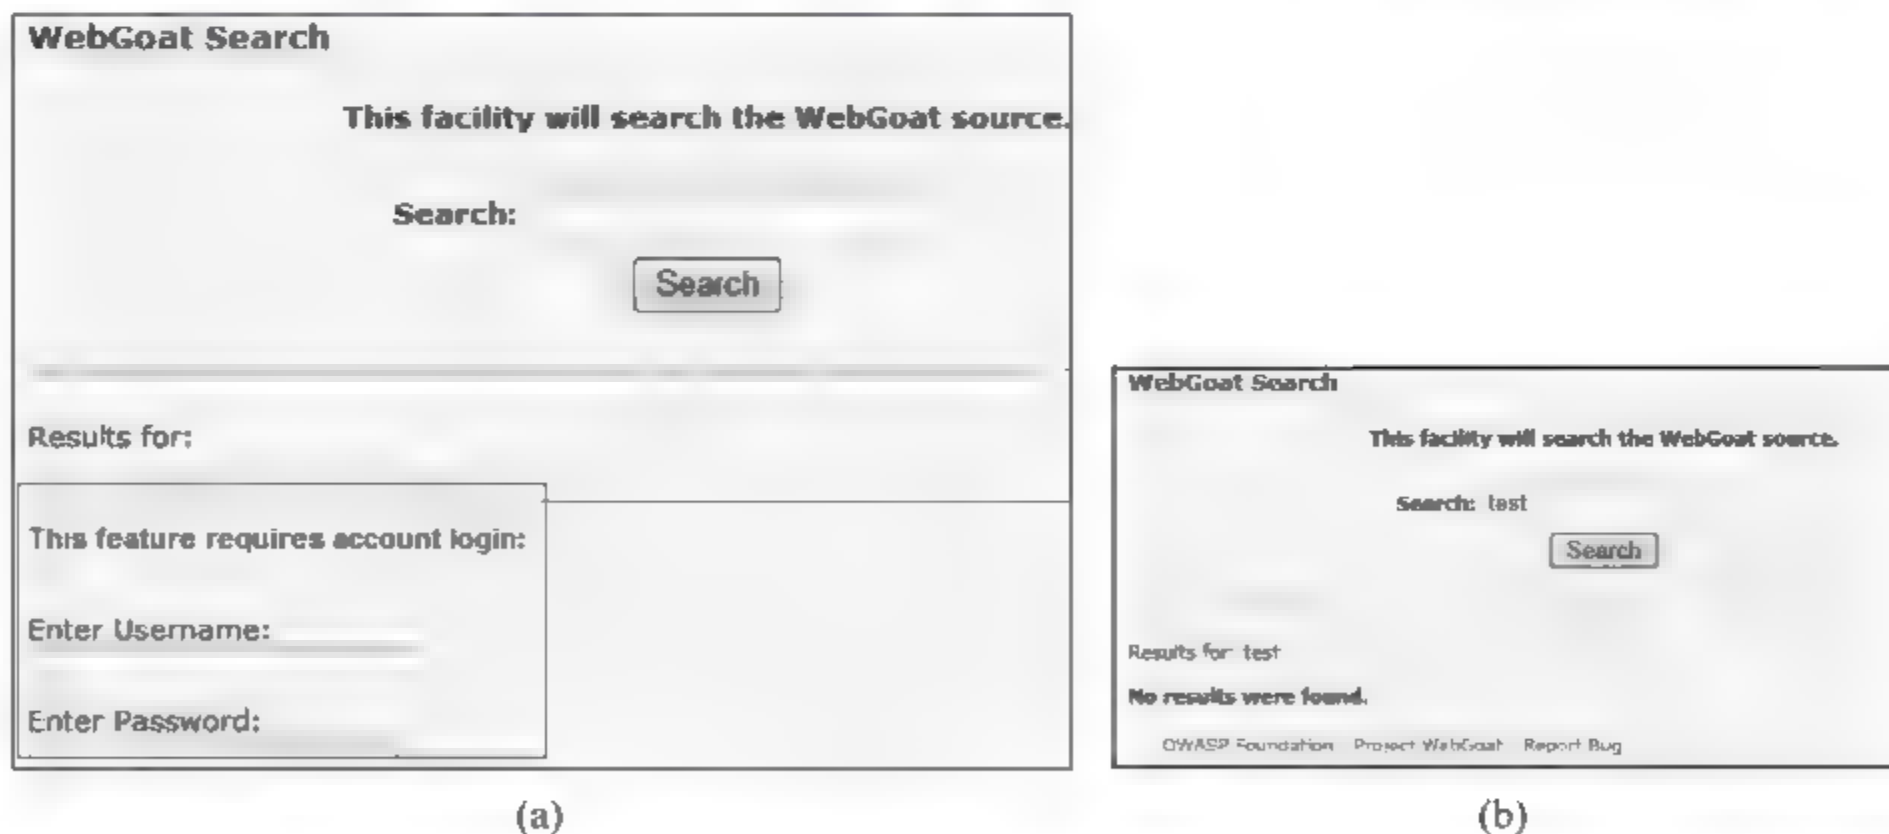 WebGoat Search
This facility will search the WebGoat source.
Search:
Search
Results for:
This feature requires account login:
Enter Username:
Enter Password:
(a)
WebGoat Search
This facility will search the WebGoat source.
Search: test
Search
Results for: test
No results were found.
OWASP Foundation Project WebGoat Report Bug
(b)